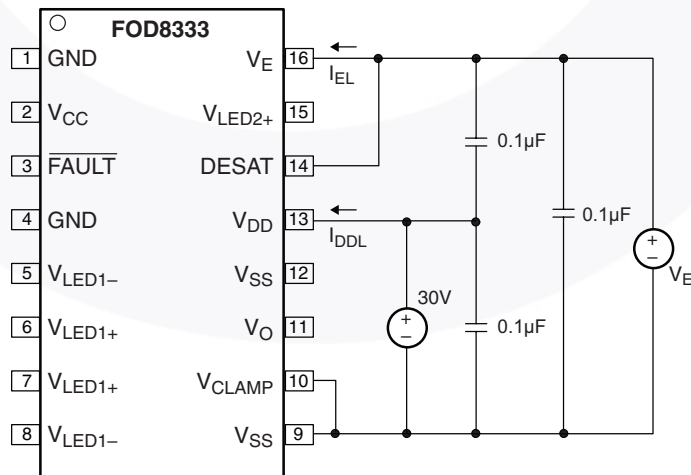 FOD8333
1 GND
2 VCC
3 FAULT
4 GND
5 VLED1–
6 VLED1+
7 VLED1+
8 VLED1–
VE 16
VLED2+ 15
DESAT 14
VDD 13
VSS 12
VO 11
VCLAMP 10
VSS 9
IEL
IDDL
0.1µF
0.1µF
0.1µF
30V
+
–
+
–
VE